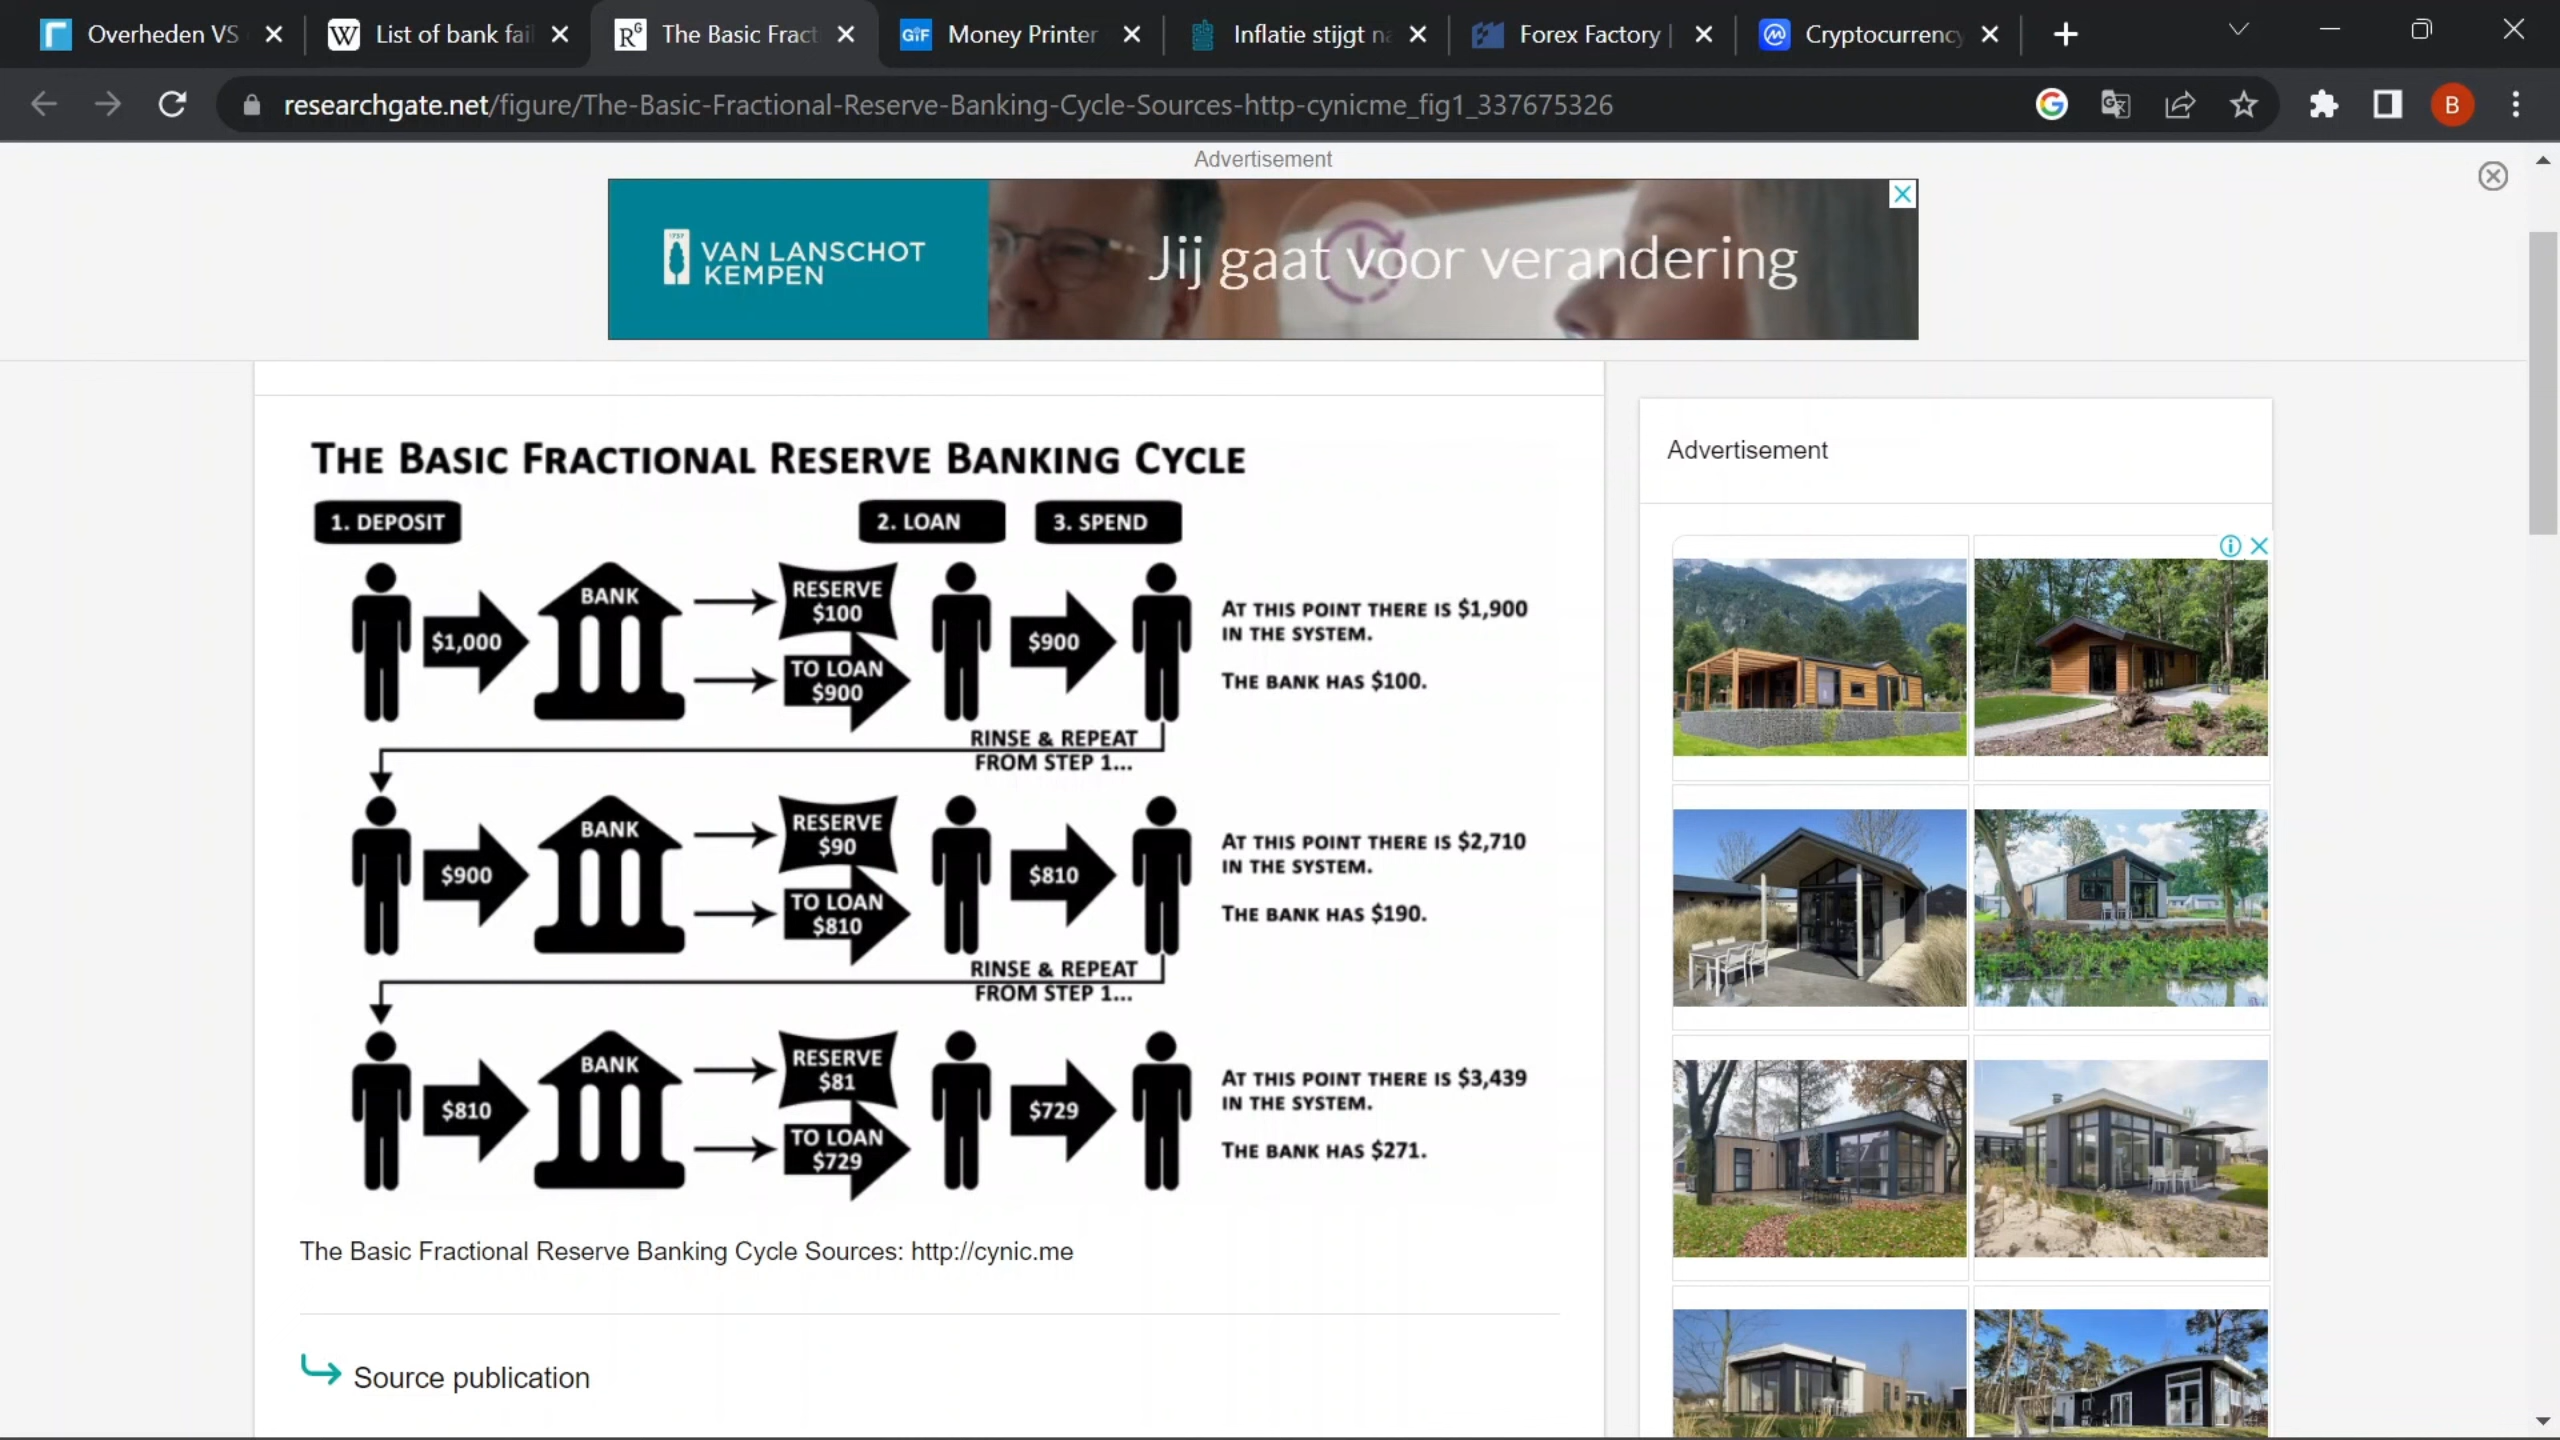 Overheden VS
List of bank fail
The Basic Fract
Money Printer
Inflatie stijgt na
Forex Factory |
Cryptocurrency
researchgate.net/figure/The-Basic-Fractional-Reserve-Banking-Cycle-Sources-http-cynicme_fig1_337675326
B
Advertisement
VAN LANSCHOT
KEMPEN
Jij gaat voor verandering
Advertisement
THE BASIC FRACTIONAL RESERVE BANKING CYCLE
1. DEPOSIT
2. LOAN
3. SPEND
$1,000
BANK
RESERVE
$100
TO LOAN
$900
$900
AT THIS POINT THERE IS $1,900
IN THE SYSTEM.
THE BANK HAS $100.
RINSE & REPEAT
FROM STEP 1...
$900
BANK
RESERVE
$90
TO LOAN
$810
$810
AT THIS POINT THERE IS $2,710
IN THE SYSTEM.
THE BANK HAS $190.
RINSE & REPEAT
FROM STEP 1...
$810
BANK
RESERVE
$81
TO LOAN
$729
$729
AT THIS POINT THERE IS $3,439
IN THE SYSTEM.
THE BANK HAS $271.
The Basic Fractional Reserve Banking Cycle Sources: http://cynic.me
Source publication